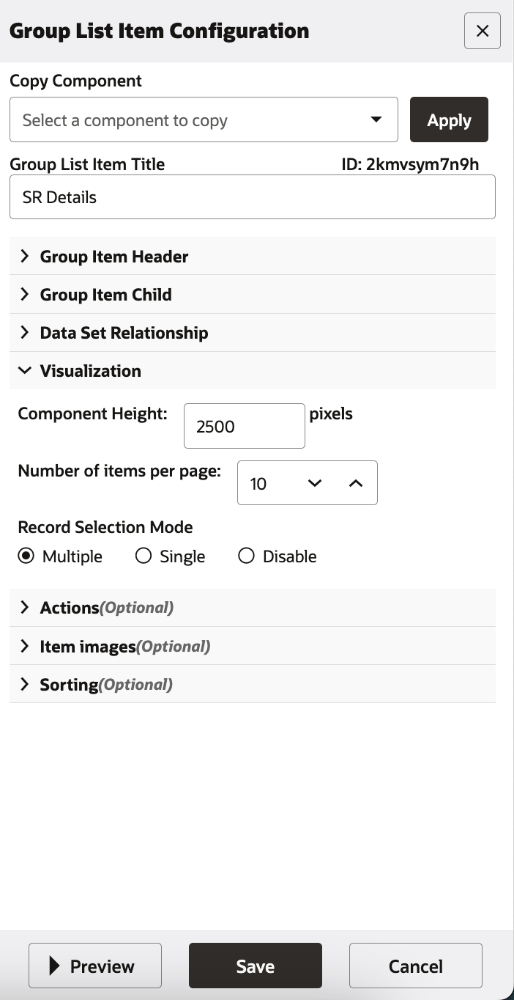 Group List Item Configuration
Copy Component
Select a component to copy
Apply
Group List Item Title ID: 2kmvsym7n9h
SR Details
Group Item Header
Group Item Child
Data Set Relationship
Visualization
Component Height: 2500 pixels
Number of items per page: 10
Record Selection Mode
Multiple Single Disable
Actions(Optional)
Item images(Optional)
Sorting(Optional)
Preview Save Cancel